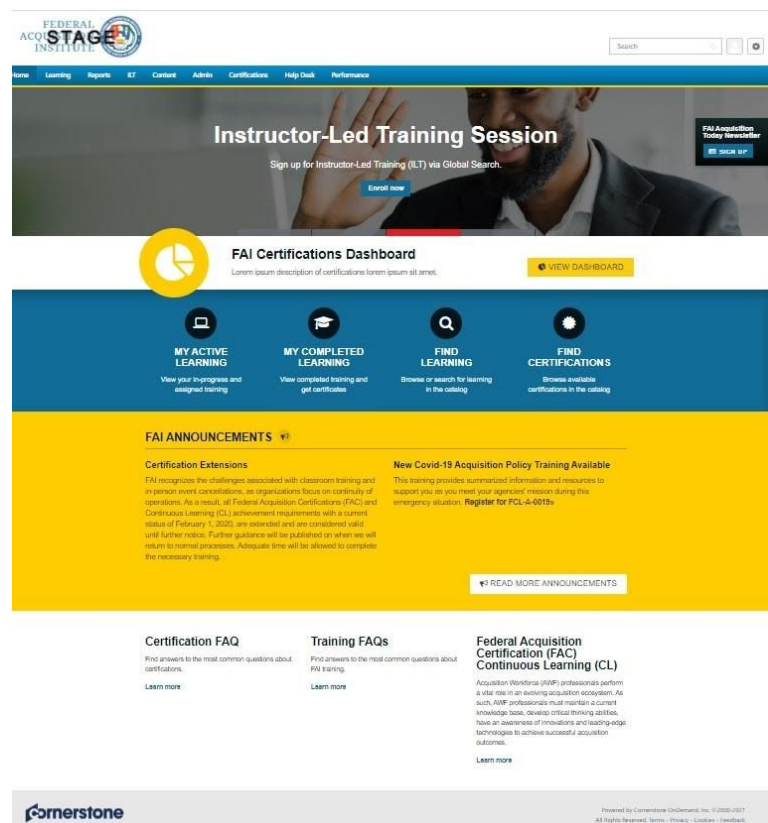 FEDERAL
ACQUISITION
INSTITUTE
STAGE
Search
Home Learning Reports ILT Content Admin Certifications Help Desk Performance
Instructor-Led Training Session
Sign up for Instructor-Led Training (ILT) via Global Search.
Enroll now
FAI Acquisition
Today Newsletter
SIGN UP
FAI Certifications Dashboard
Lorem ipsum description of certifications lorem ipsum sit amet.
VIEW DASHBOARD
MY ACTIVE
LEARNING
View your in-progress and
assigned training
MY COMPLETED
LEARNING
View completed training and
get certificates
FIND
LEARNING
Browse or search for learning
in the catalog
FIND
CERTIFICATIONS
Browse available
certifications in the catalog
FAI ANNOUNCEMENTS
Certification Extensions
FAI recognizes the challenges associated with classroom training and
in-person event cancellations, as organizations focus on continuity of
operations. As a result, all Federal Acquisition Certifications (FAC) and
Continuous Learning (CL) achievement requirements with a current
status of February 1, 2020, are extended and are considered valid
until further notice. Further guidance will be published on when we will
return to normal processes. Adequate time will be allowed to complete
the necessary training.
New Covid-19 Acquisition Policy Training Available
This training provides summarized information and resources to
support you as you meet your agencies' mission during this
emergency situation. Register for FCL-A-0019»
READ MORE ANNOUNCEMENTS
Certification FAQ
Find answers to the most common questions about
certifications.
Learn more
Training FAQs
Find answers to the most common questions about
FAI training.
Learn more
Federal Acquisition
Certification (FAC)
Continuous Learning (CL)
Acquisition Workforce (AWF) professionals perform
a vital role in an evolving acquisition ecosystem. As
such, AWF professionals must maintain a current
knowledge base, develop critical thinking abilities,
have an awareness of innovations and leading-edge
technologies to achieve successful acquisition
outcomes.
Learn more
Cornerstone
Powered by Cornerstone OnDemand, Inc. ©2000-2021
All Rights Reserved. Terms - Privacy - Cookies - Feedback